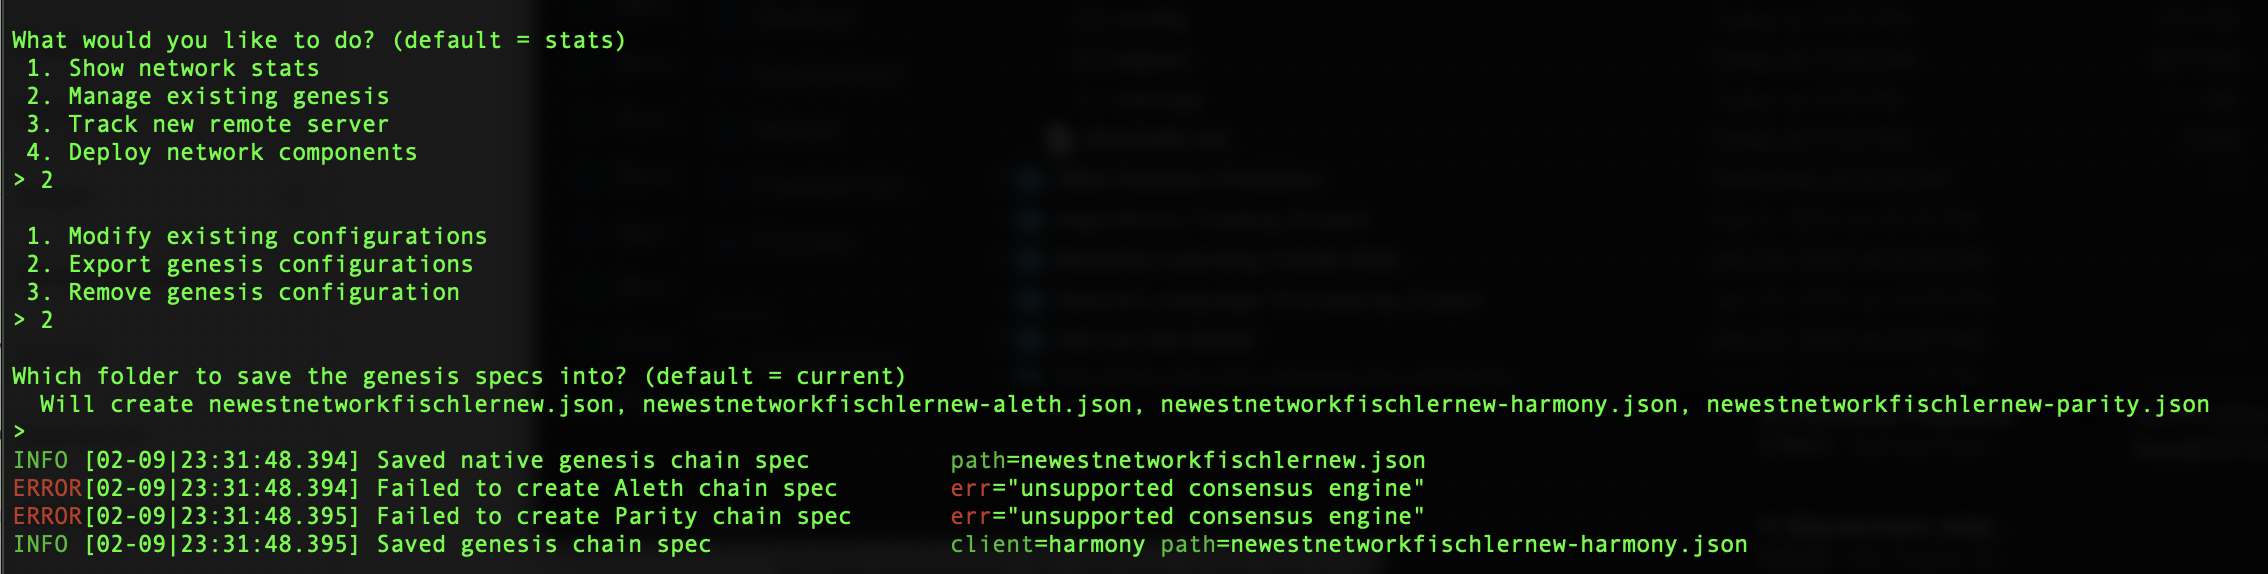 What would you like to do? (default = stats)
 1. Show network stats
 2. Manage existing genesis
 3. Track new remote server
 4. Deploy network components
> 2
 1. Modify existing configurations
 2. Export genesis configurations
 3. Remove genesis configuration
> 2
Which folder to save the genesis specs into? (default = current)
  Will create newestnetworkfischlernew.json, newestnetworkfischlernew-aleth.json, newestnetworkfischlernew-harmony.json, newestnetworkfischlernew-parity.json
>
INFO [02-09|23:31:48.394] Saved native genesis chain spec          path=newestnetworkfischlernew.json
ERROR[02-09|23:31:48.394] Failed to create Aleth chain spec        err="unsupported consensus engine"
ERROR[02-09|23:31:48.395] Failed to create Parity chain spec       err="unsupported consensus engine"
INFO [02-09|23:31:48.395] Saved genesis chain spec                 client=harmony path=newestnetworkfischlernew-harmony.json